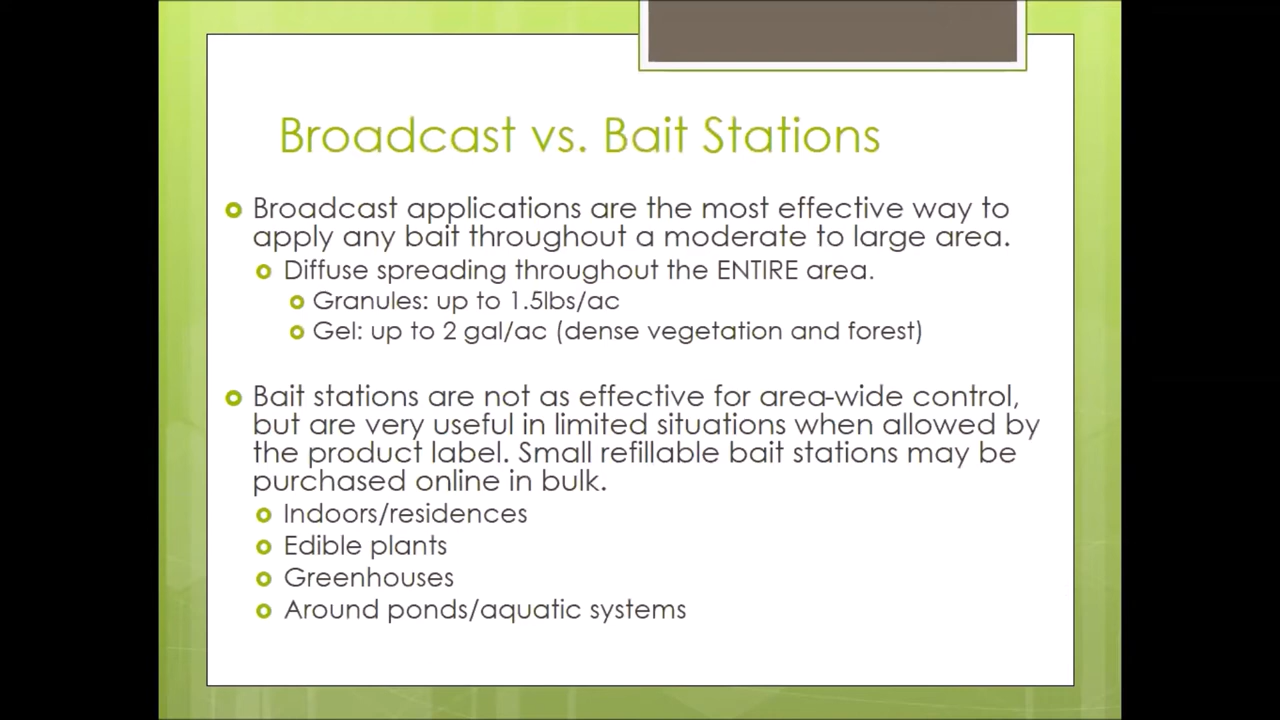 Broadcast vs. Bait Stations
Broadcast applications are the most effective way to
apply any bait throughout a moderate to large area.
Diffuse spreading throughout the ENTIRE area.
Granules: up to 1.5lbs/ac
Gel: up to 2 gal/ac (dense vegetation and forest)
Bait stations are not as effective for area-wide control,
but are very useful in limited situations when allowed by
the product label. Small refillable bait stations may be
purchased online in bulk.
Indoors/residences
Edible plants
Greenhouses
Around ponds/aquatic systems